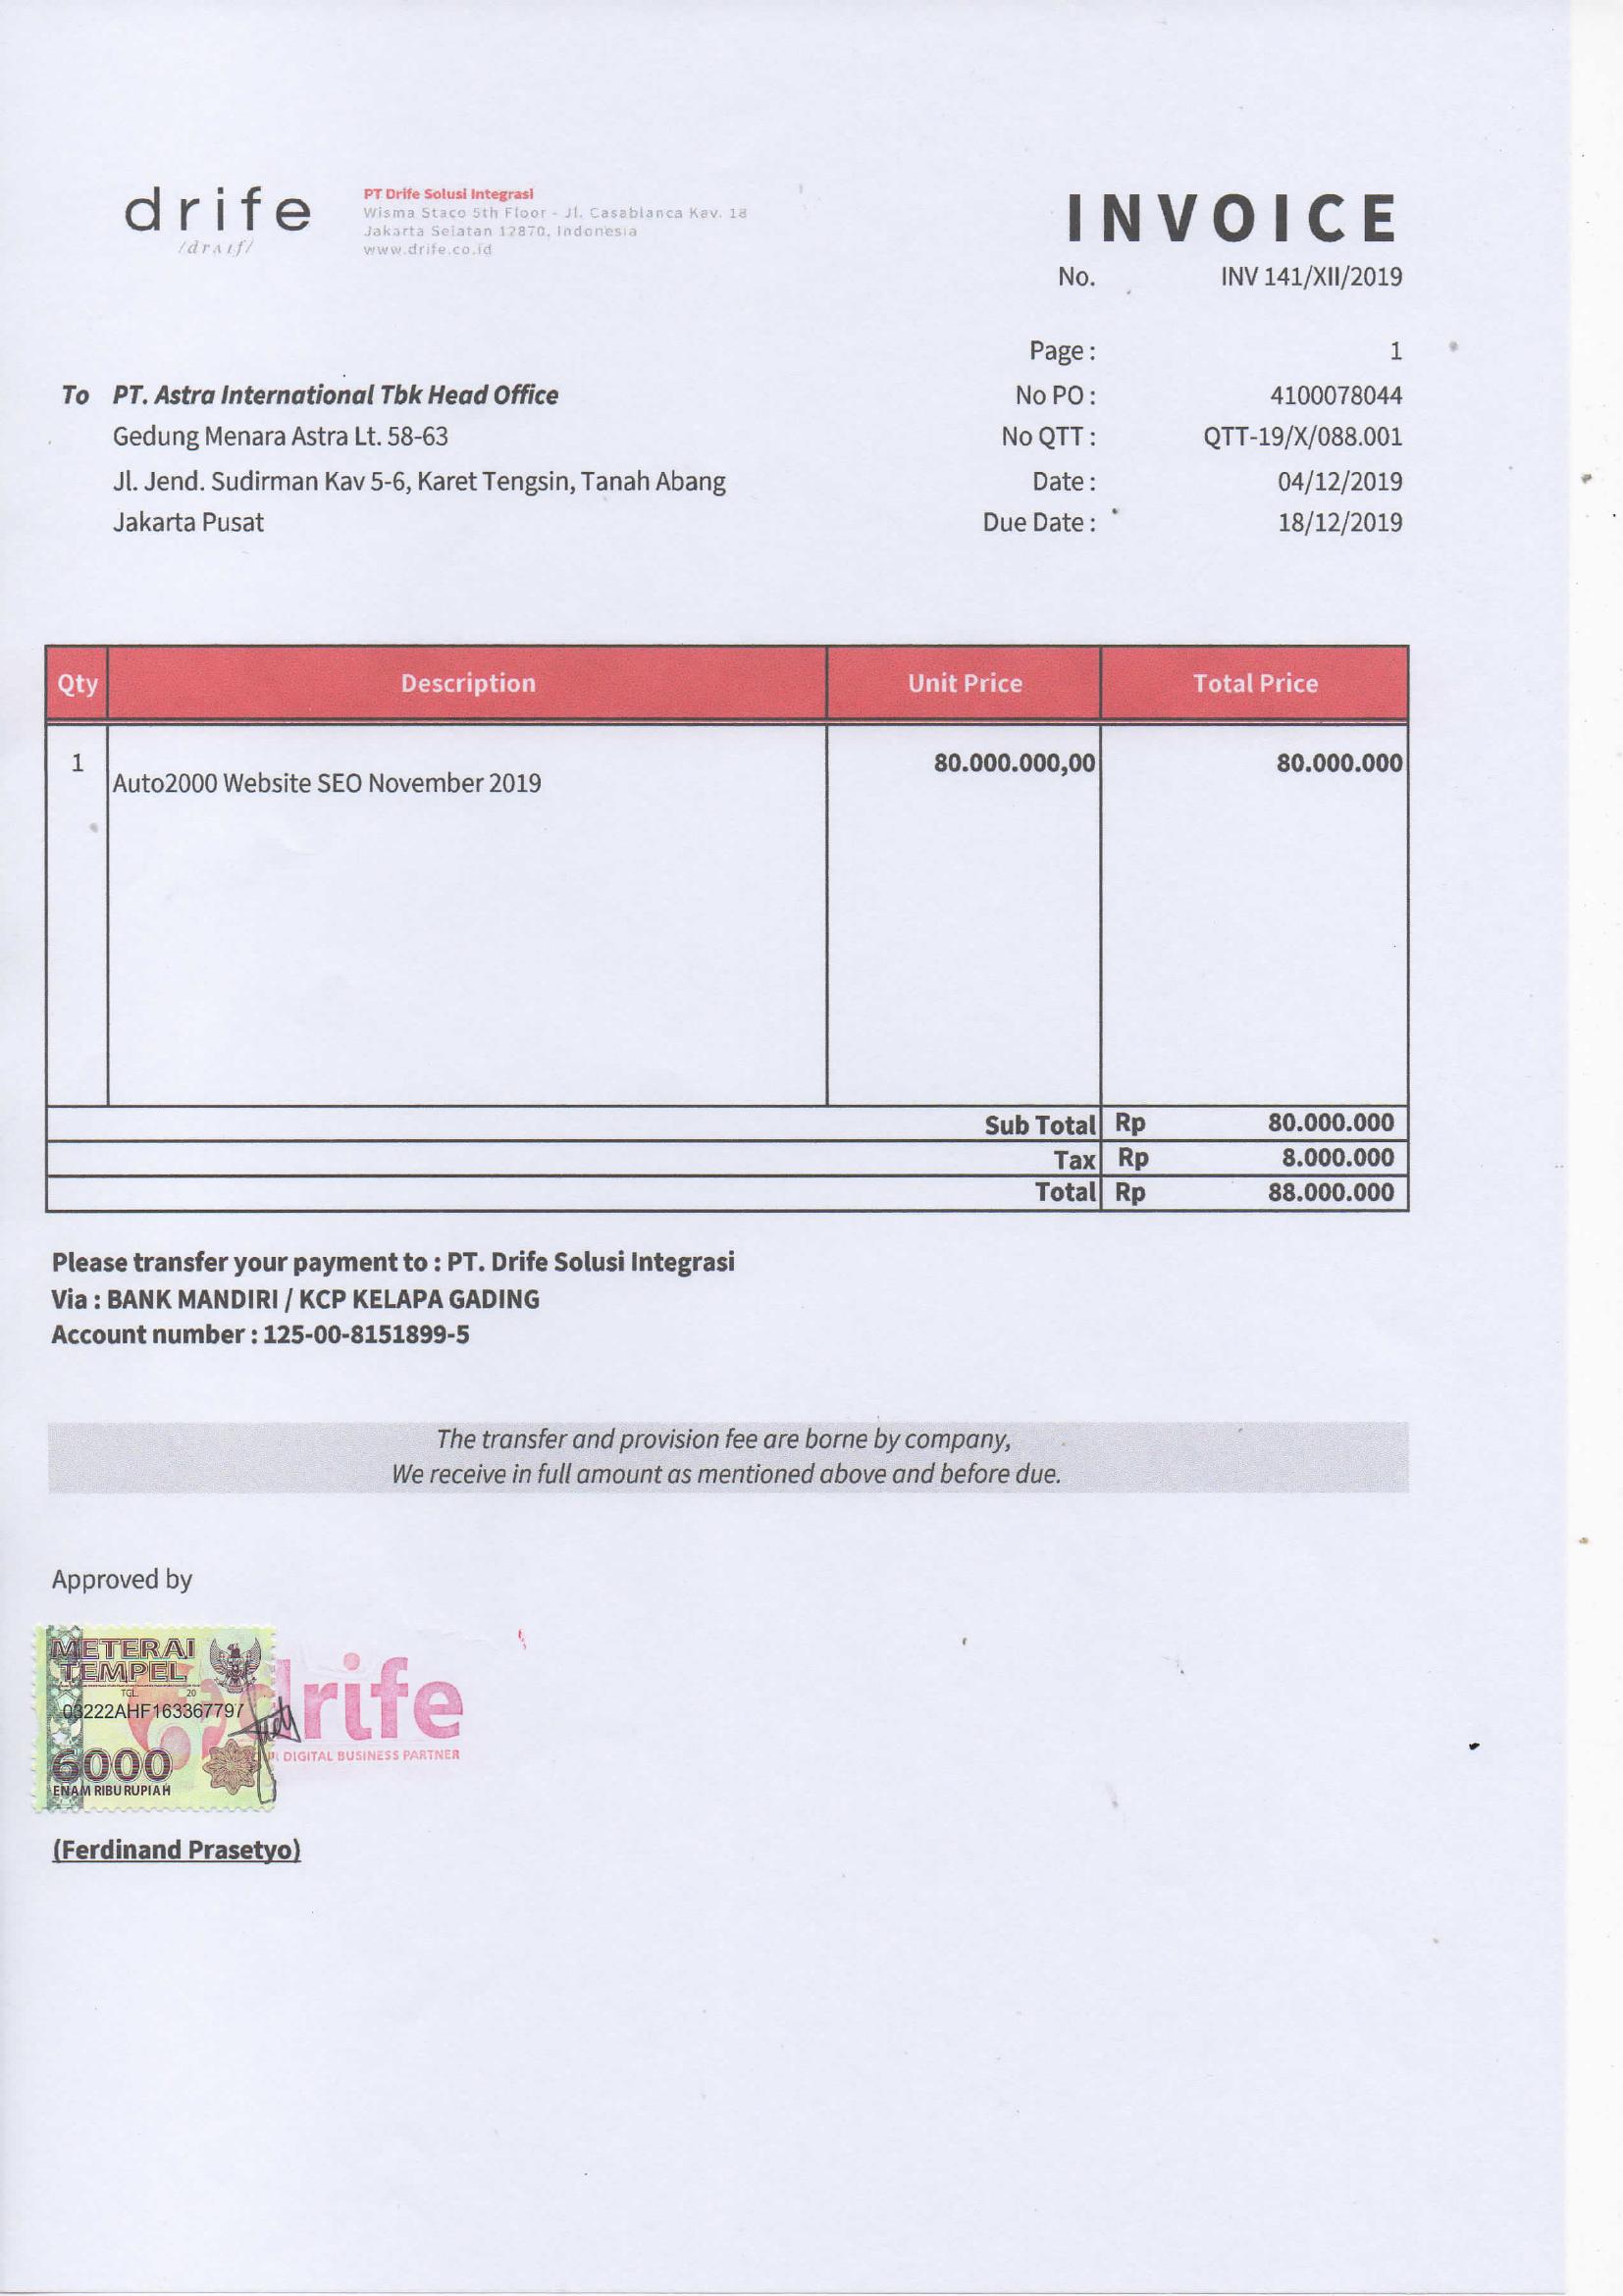 drife
/draɪf/
PT Drife Solusi Integrasi
Wisma Staco 5th Floor - Jl. Casablanca Kav. 18
Jakarta Selatan 12870, Indonesia
www.drife.co.id
INVOICE
No. INV 141/XII/2019
Page : 1
To PT. Astra International Tbk Head Office
No PO : 4100078044
Gedung Menara Astra Lt. 58-63
No QTT : QTT-19/X/088.001
Jl. Jend. Sudirman Kav 5-6, Karet Tengsin, Tanah Abang
Date : 04/12/2019
Jakarta Pusat
Due Date : 18/12/2019
Qty Description Unit Price Total Price
1 Auto2000 Website SEO November 2019 80.000.000,00 80.000.000
Sub Total Rp 80.000.000
Tax Rp 8.000.000
Total Rp 88.000.000
Please transfer your payment to : PT. Drife Solusi Integrasi
Via : BANK MANDIRI / KCP KELAPA GADING
Account number : 125-00-8151899-5
The transfer and provision fee are borne by company,
We receive in full amount as mentioned above and before due.
Approved by
METERAI
TEMPEL
TGL. 20
03222AHF163367797
6000
ENAM RIBU RUPIAH
drife
DIGITAL BUSINESS PARTNER
(Ferdinand Prasetyo)